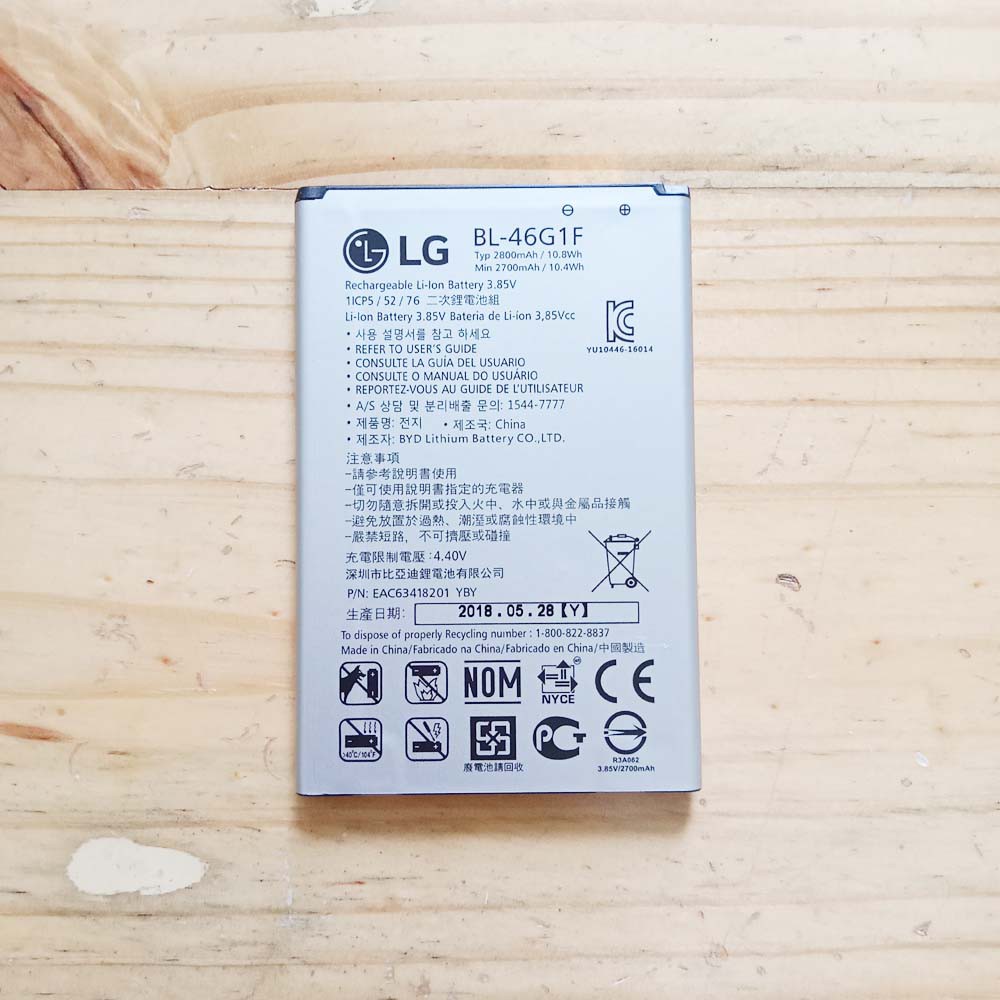 LG BL-46G1F
Typ 2800mAh / 10.8Wh
Min 2700mAh / 10.4Wh
Rechargeable Li-Ion Battery 3.85V
1ICP5 / 52 / 76 二次鋰電池組
Li-Ion Battery 3.85V Bateria de Li-íon 3,85Vcc
YU10446-16014
• 사용 설명서를 참고 하세요
• REFER TO USER'S GUIDE
• CONSULTE LA GUÍA DEL USUARIO
• CONSULTE O MANUAL DO USUÁRIO
• REPORTEZ-VOUS AU GUIDE DE L'UTILISATEUR
• A/S 상담 및 분리배출 문의: 1544-7777
• 제품명: 전지 • 제조국: China
• 제조자: BYD Lithium Battery CO.,LTD.
注意事項
–請參考說明書使用
–僅可使用說明書指定的充電器
–切勿隨意拆開或投入火中、水中或與金屬品接觸
–避免放置於過熱、潮溼或腐蝕性環境中
–嚴禁短路，不可擠壓或碰撞
充電限制電壓:4.40V
深圳市比亞迪鋰電池有限公司
P/N: EAC63418201 YBY
生產日期: 2018.05.28【Y】
To dispose of properly Recycling number : 1-800-822-8837
Made in China/Fabricado na China/Fabricado en China/中國製造
NOM NYCE CE
>40°C/104°F
廢電池請回收
PCT
R3A062
3.85V/2700mAh